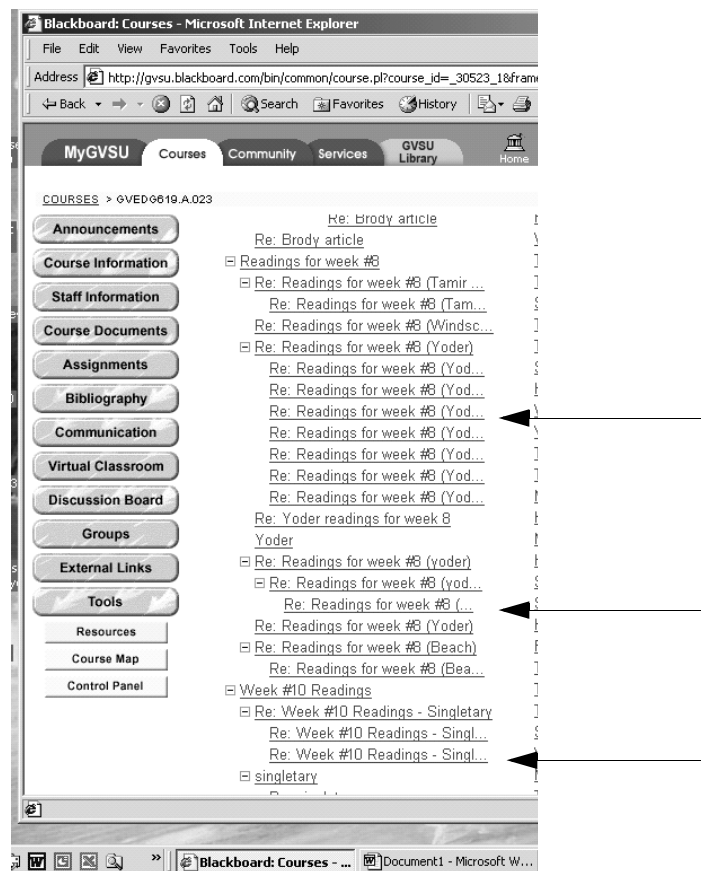 Blackboard: Courses - Microsoft Internet Explorer
File Edit View Favorites Tools Help
Address http://gvsu.blackboard.com/bin/common/course.pl?course_id=_30523_1&frame
Back Search Favorites History
MyGVSU Courses Community Services GVSU Library Home
COURSES > GVEDG619.A.023
Announcements
Course Information
Staff Information
Course Documents
Assignments
Bibliography
Communication
Virtual Classroom
Discussion Board
Groups
External Links
Tools
Resources
Course Map
Control Panel
Re: Brody article
Re: Brody article
Readings for week #8
Re: Readings for week #8 (Tamir ...
Re: Readings for week #8 (Tam...
Re: Readings for week #8 (Windsc...
Re: Readings for week #8 (Yoder)
Re: Readings for week #8 (Yod...
Re: Readings for week #8 (Yod...
Re: Readings for week #8 (Yod...
Re: Readings for week #8 (Yod...
Re: Readings for week #8 (Yod...
Re: Readings for week #8 (Yod...
Re: Readings for week #8 (Yod...
Re: Yoder readings for week 8
Yoder
Re: Readings for week #8 (yoder)
Re: Readings for week #8 (yod...
Re: Readings for week #8 (...
Re: Readings for week #8 (Yoder)
Re: Readings for week #8 (Beach)
Re: Readings for week #8 (Bea...
Week #10 Readings
Re: Week #10 Readings - Singletary
Re: Week #10 Readings - Singl...
Re: Week #10 Readings - Singl...
singletary
Blackboard: Courses - ... Document1 - Microsoft W...